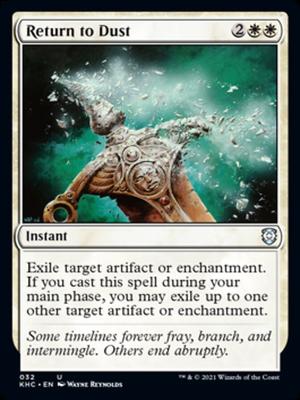 Return to Dust 2
Instant
Exile target artifact or enchantment.
If you cast this spell during your
main phase, you may exile up to one
other target artifact or enchantment.
Some timelines forever fray, branch, and
intermingle. Others end abruptly.
032 U
KHC • EN WAYNE REYNOLDS ™ & © 2021 Wizards of the Coast